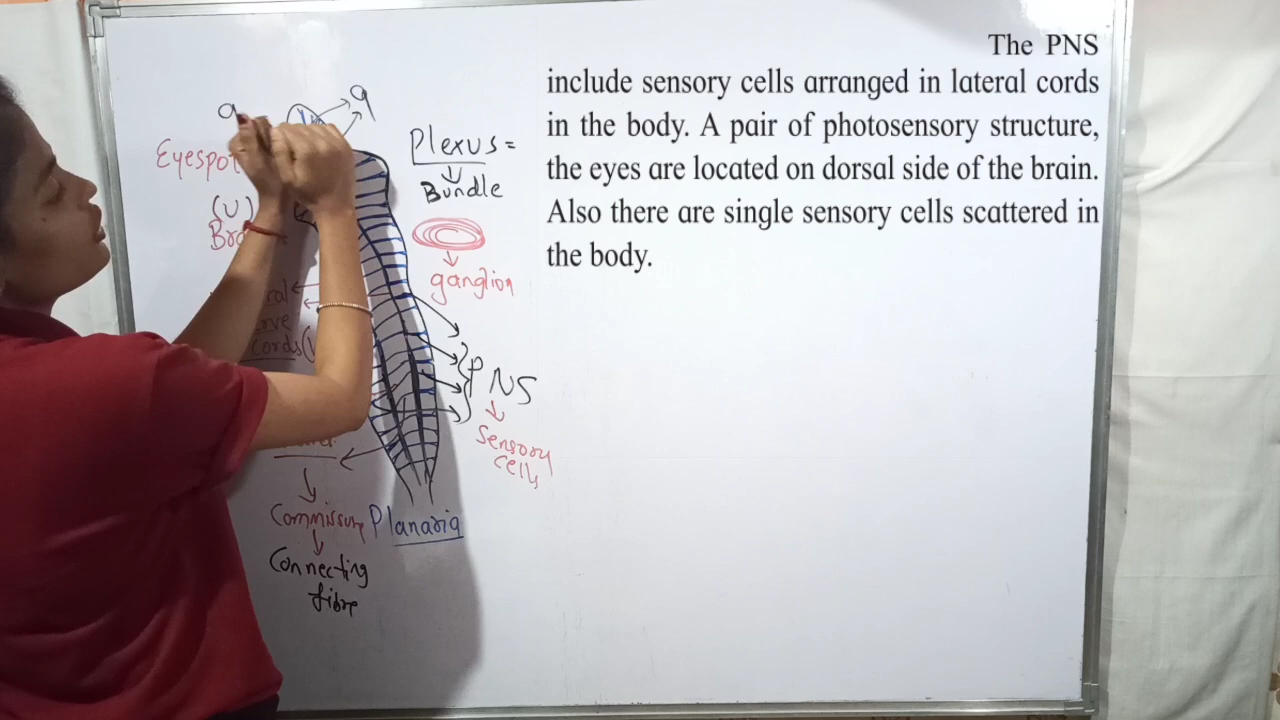 The PNS
include sensory cells arranged in lateral cords
in the body. A pair of photosensory structure,
the eyes are located on dorsal side of the brain.
Also there are single sensory cells scattered in
the body.
a
a
Eyespot
(U)
Plexus =
Bundle
ganglion
cords
PNS
Sensory
cells
Commissure
Planaria
Connecting
fibre